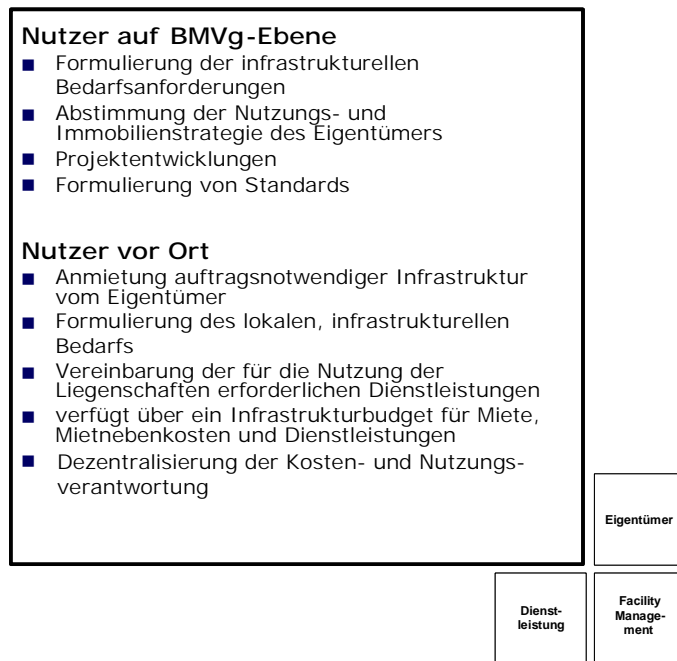 Nutzer auf BMVg-Ebene
■ Formulierung der infrastrukturellen
Bedarfsanforderungen
■ Abstimmung der Nutzungs- und
Immobilienstrategie des Eigentümers
■ Projektentwicklungen
■ Formulierung von Standards
Nutzer vor Ort
■ Anmietung auftragsnotwendiger Infrastruktur
vom Eigentümer
■ Formulierung des lokalen, infrastrukturellen
Bedarfs
■ Vereinbarung der für die Nutzung der
Liegenschaften erforderlichen Dienstleistungen
■ verfügt über ein Infrastrukturbudget für Miete,
Mietnebenkosten und Dienstleistungen
■ Dezentralisierung der Kosten- und Nutzungs-
verantwortung
Eigentümer
Dienst-
leistung
Facility
Manage-
ment